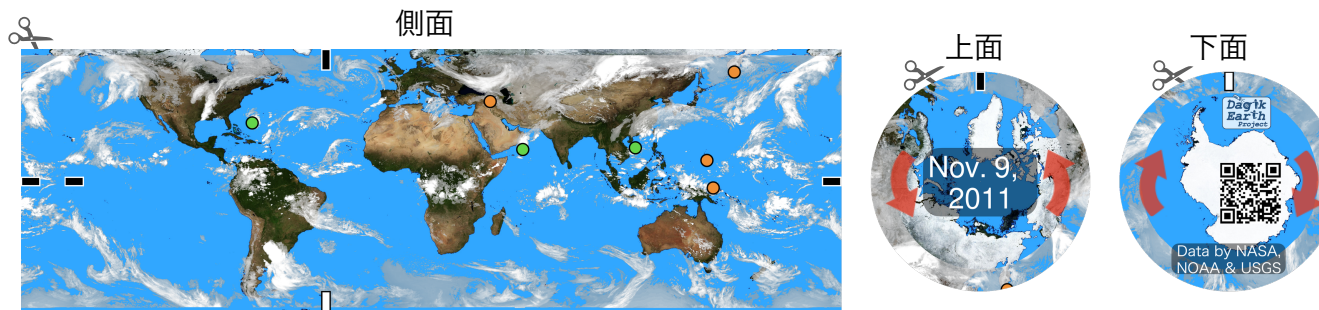 側面
上面
下面
Nov. 9,
2011
Dagik
Earth
Project
Data by NASA,
NOAA & USGS